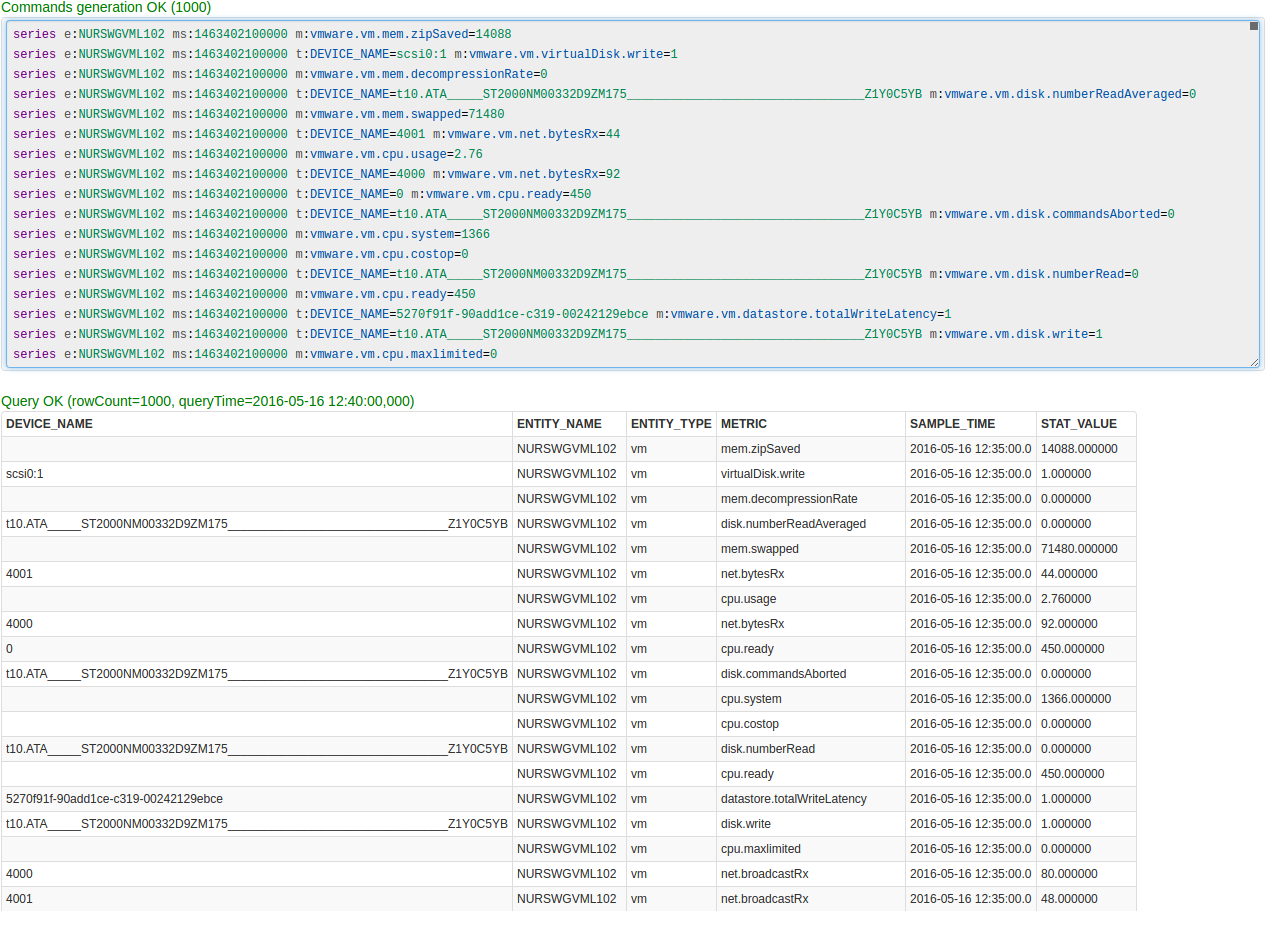 Commands generation OK (1000)
series e:NURSWGVML102 ms:1463402100000 m:vmware.vm.mem.zipSaved=14088
series e:NURSWGVML102 ms:1463402100000 t:DEVICE_NAME=scsi0:1 m:vmware.vm.virtualDisk.write=1
series e:NURSWGVML102 ms:1463402100000 m:vmware.vm.mem.decompressionRate=0
series e:NURSWGVML102 ms:1463402100000 t:DEVICE_NAME=t10.ATA_____ST2000NM00332D9ZM175_________________________________Z1Y0C5YB m:vmware.vm.disk.numberReadAveraged=0
series e:NURSWGVML102 ms:1463402100000 m:vmware.vm.mem.swapped=71480
series e:NURSWGVML102 ms:1463402100000 t:DEVICE_NAME=4001 m:vmware.vm.net.bytesRx=44
series e:NURSWGVML102 ms:1463402100000 m:vmware.vm.cpu.usage=2.76
series e:NURSWGVML102 ms:1463402100000 t:DEVICE_NAME=4000 m:vmware.vm.net.bytesRx=92
series e:NURSWGVML102 ms:1463402100000 t:DEVICE_NAME=0 m:vmware.vm.cpu.ready=450
series e:NURSWGVML102 ms:1463402100000 t:DEVICE_NAME=t10.ATA_____ST2000NM00332D9ZM175_________________________________Z1Y0C5YB m:vmware.vm.disk.commandsAborted=0
series e:NURSWGVML102 ms:1463402100000 m:vmware.vm.cpu.system=1366
series e:NURSWGVML102 ms:1463402100000 m:vmware.vm.cpu.costop=0
series e:NURSWGVML102 ms:1463402100000 t:DEVICE_NAME=t10.ATA_____ST2000NM00332D9ZM175_________________________________Z1Y0C5YB m:vmware.vm.disk.numberRead=0
series e:NURSWGVML102 ms:1463402100000 m:vmware.vm.cpu.ready=450
series e:NURSWGVML102 ms:1463402100000 t:DEVICE_NAME=5270f91f-90add1ce-c319-00242129ebce m:vmware.vm.datastore.totalWriteLatency=1
series e:NURSWGVML102 ms:1463402100000 t:DEVICE_NAME=t10.ATA_____ST2000NM00332D9ZM175_________________________________Z1Y0C5YB m:vmware.vm.disk.write=1
series e:NURSWGVML102 ms:1463402100000 m:vmware.vm.cpu.maxlimited=0
Query OK (rowCount=1000, queryTime=2016-05-16 12:40:00,000)
DEVICE_NAME ENTITY_NAME ENTITY_TYPE METRIC SAMPLE_TIME STAT_VALUE
NURSWGVML102 vm mem.zipSaved 2016-05-16 12:35:00.0 14088.000000
scsi0:1 NURSWGVML102 vm virtualDisk.write 2016-05-16 12:35:00.0 1.000000
NURSWGVML102 vm mem.decompressionRate 2016-05-16 12:35:00.0 0.000000
t10.ATA_____ST2000NM00332D9ZM175_________________________________Z1Y0C5YB NURSWGVML102 vm disk.numberReadAveraged 2016-05-16 12:35:00.0 0.000000
NURSWGVML102 vm mem.swapped 2016-05-16 12:35:00.0 71480.000000
4001 NURSWGVML102 vm net.bytesRx 2016-05-16 12:35:00.0 44.000000
NURSWGVML102 vm cpu.usage 2016-05-16 12:35:00.0 2.760000
4000 NURSWGVML102 vm net.bytesRx 2016-05-16 12:35:00.0 92.000000
0 NURSWGVML102 vm cpu.ready 2016-05-16 12:35:00.0 450.000000
t10.ATA_____ST2000NM00332D9ZM175_________________________________Z1Y0C5YB NURSWGVML102 vm disk.commandsAborted 2016-05-16 12:35:00.0 0.000000
NURSWGVML102 vm cpu.system 2016-05-16 12:35:00.0 1366.000000
NURSWGVML102 vm cpu.costop 2016-05-16 12:35:00.0 0.000000
t10.ATA_____ST2000NM00332D9ZM175_________________________________Z1Y0C5YB NURSWGVML102 vm disk.numberRead 2016-05-16 12:35:00.0 0.000000
NURSWGVML102 vm cpu.ready 2016-05-16 12:35:00.0 450.000000
5270f91f-90add1ce-c319-00242129ebce NURSWGVML102 vm datastore.totalWriteLatency 2016-05-16 12:35:00.0 1.000000
t10.ATA_____ST2000NM00332D9ZM175_________________________________Z1Y0C5YB NURSWGVML102 vm disk.write 2016-05-16 12:35:00.0 1.000000
NURSWGVML102 vm cpu.maxlimited 2016-05-16 12:35:00.0 0.000000
4000 NURSWGVML102 vm net.broadcastRx 2016-05-16 12:35:00.0 80.000000
4001 NURSWGVML102 vm net.broadcastRx 2016-05-16 12:35:00.0 48.000000